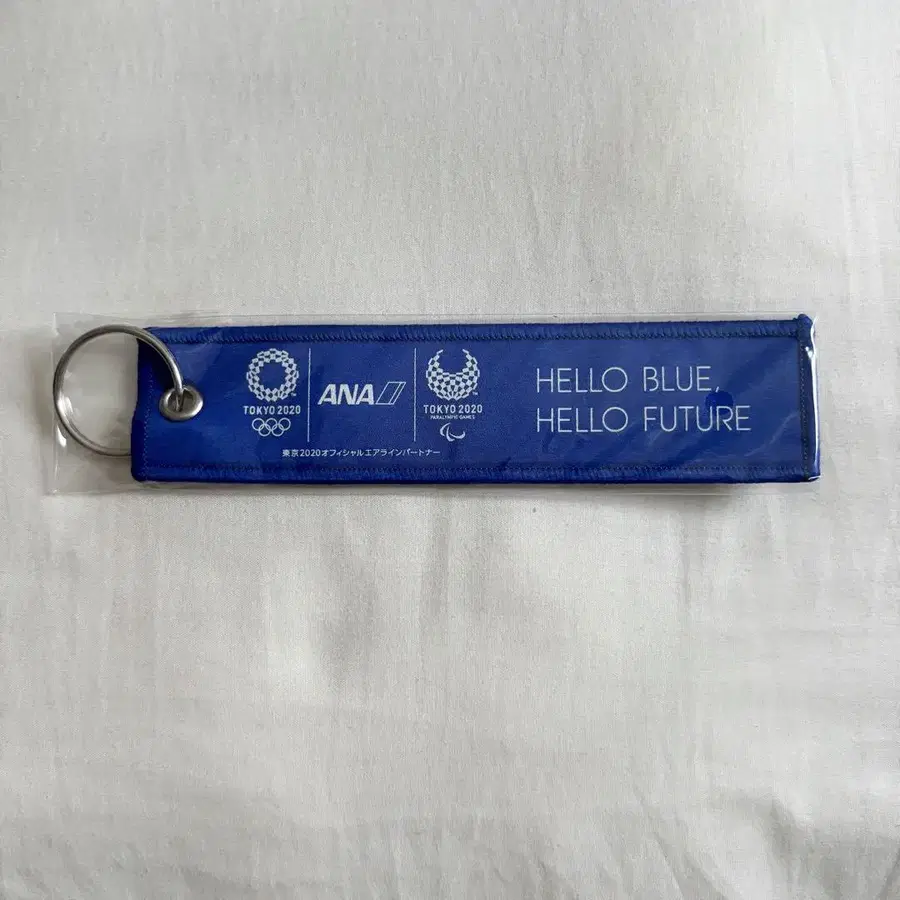 TOKYO 2020
ANA
TOKYO 2020
PARALYMPIC GAMES
東京2020オフィシャルエアラインパートナー
HELLO BLUE,
HELLO FUTURE